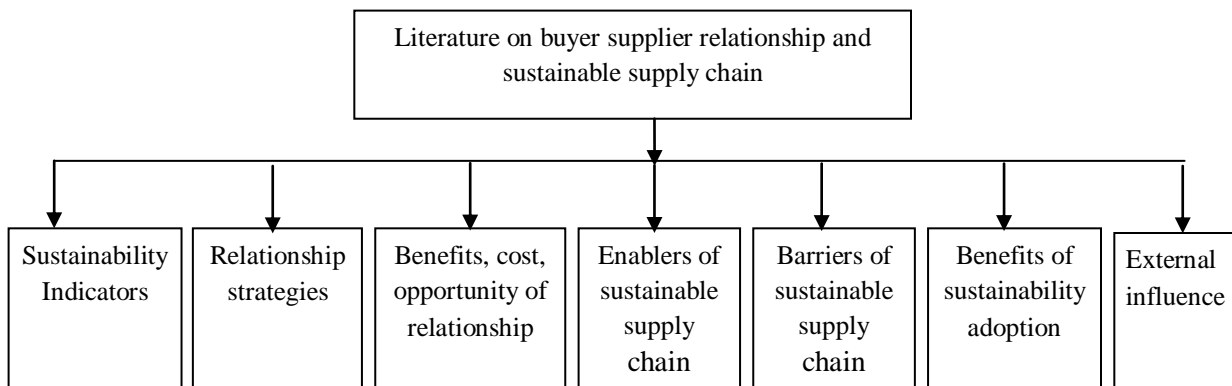 Literature on buyer supplier relationship and
sustainable supply chain
Sustainability
Indicators
Relationship
strategies
Benefits, cost,
opportunity of
relationship
Enablers of
sustainable
supply
chain
Barriers of
sustainable
supply
chain
Benefits of
sustainability
adoption
External
influence